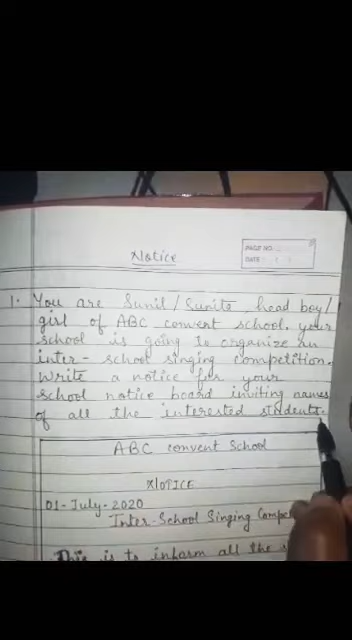 PAGE NO.
DATE
Notice
1. You are Sunil/Sunita head boy/
girl of ABC convent school. your
school is going to organize an
inter-school singing competition.
Write a notice for your
school notice board inviting names
of all the interested students.
ABC convent School
NOTICE
01-July-2020
Inter-School Singing
This is to inform all the